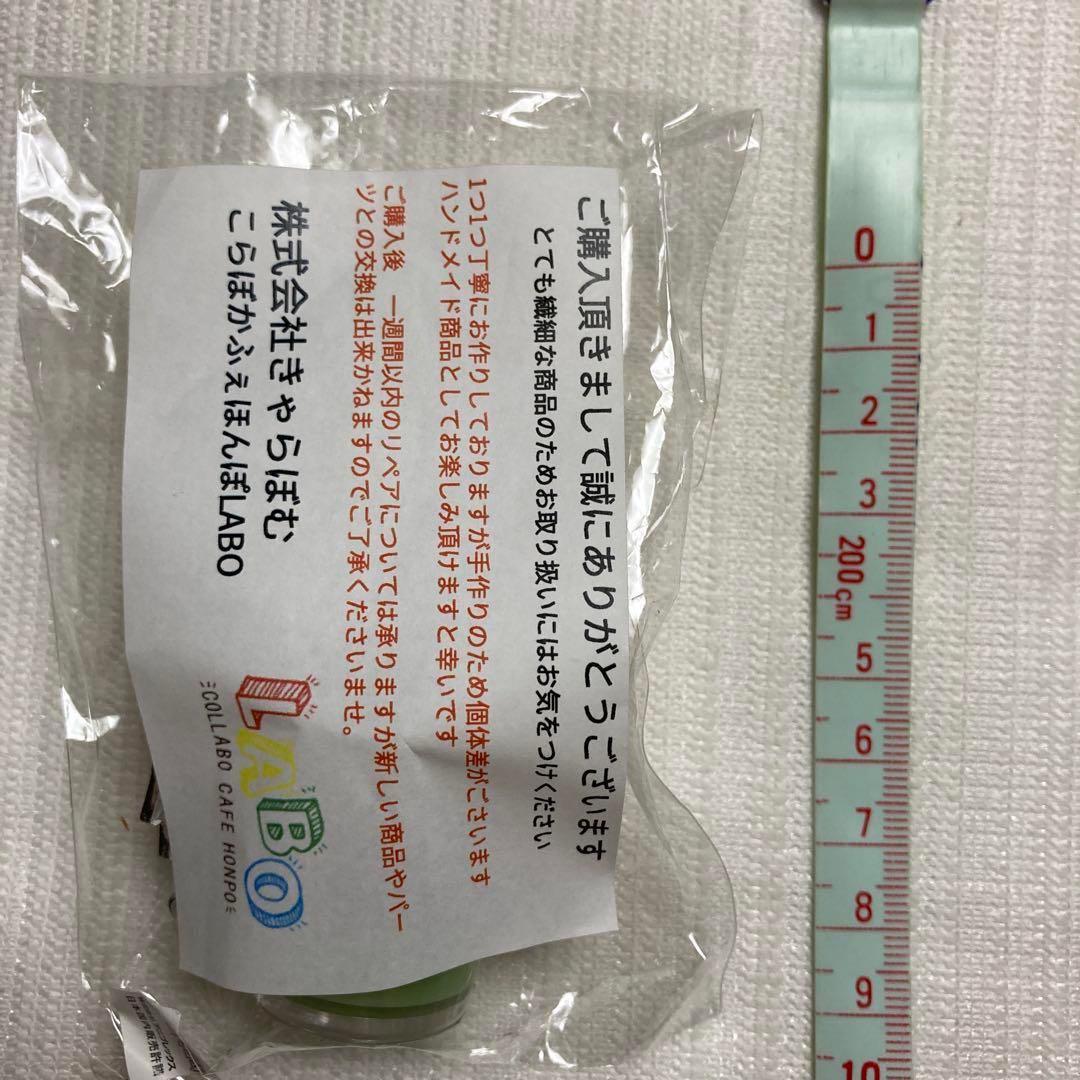 ご購入頂きまして誠にありがとうございます
とても繊細な商品のためお取り扱いにはお気をつけください
1つ1つ丁寧にお作りしておりますが手作りのため個体差がございます
ハンドメイド商品としてお楽しみ頂けますと幸いです
ご購入後、一週間以内のリペアについては承りますが新しい商品やパー
ツとの交換は出来かねますのでご了承くださいませ。
株式会社きゃらぼむ
こらぼかふぇほんぽLABO
LABO
COLLABO CAFE HONPO
日本国内販売許諾
0
1
2
3
200cm
5
6
7
8
9
10